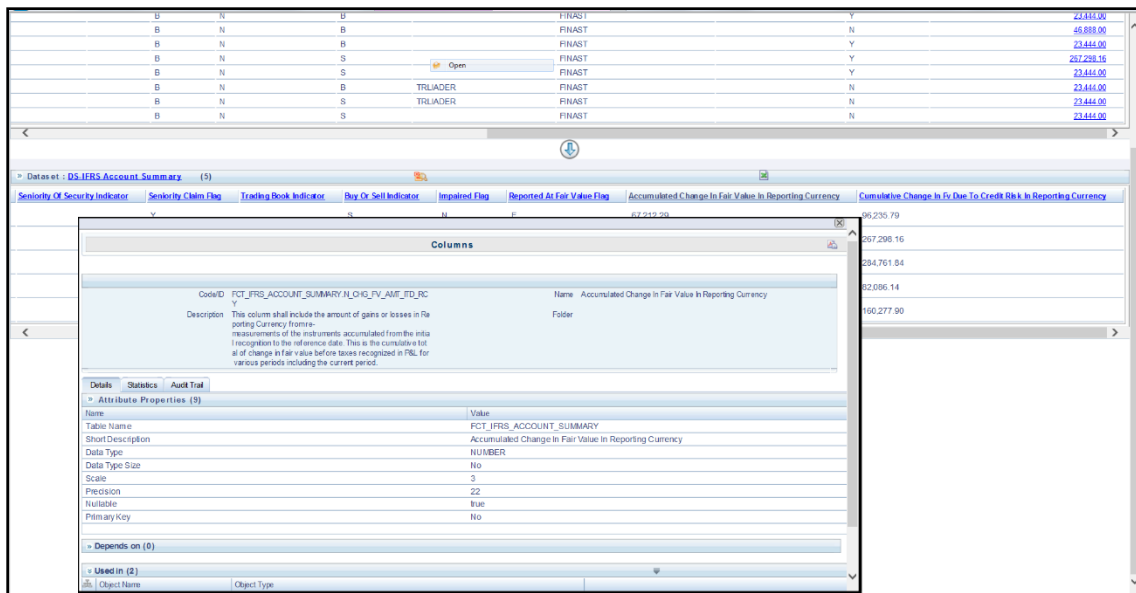 B N B FINAST Y 23,444.00
B N B FINAST N 46,888.00
B N B FINAST Y 23,444.00
B N S FINAST Y 267,298.16
Open
B N S FINAST Y 23,444.00
B N B TRLIADER FINAST N 23,444.00
B N S TRLIADER FINAST N 23,444.00
B N S FINAST N 23,444.00
» Dataset : DS-IFRS Account Summary (5)
Seniority Of Security Indicator Seniority Claim Flag Trading Book Indicator Buy Or Sell Indicator Impaired Flag Reported At Fair Value Flag Accumulated Change In Fair Value In Reporting Currency Cumulative Change In Fv Due To Credit Risk In Reporting Currency
Y S N F 67,212.29 96,235.79
267,298.16
284,761.84
82,086.14
160,277.90
Columns
Code/ID FCT_IFRS_ACCOUNT_SUMMARY.N_CHG_FV_AMT_ITD_RC Name Accumulated Change In Fair Value In Reporting Currency
Y
Description This column shall include the amount of gains or losses in Re Folder
porting Currency fromre-
measurements of the instruments accumulated from the initia
l recognition to the reference date. This is the cumulative tot
al of change in fair value before taxes recognized in P&L for
various periods including the current period.
Details Statistics Audit Trail
» Attribute Properties (9)
Name Value
Table Name FCT_IFRS_ACCOUNT_SUMMARY
Short Description Accumulated Change In Fair Value In Reporting Currency
Data Type NUMBER
Data Type Size No
Scale 3
Precision 22
Nullable true
Primary Key No
» Depends on (0)
» Used in (2)
Object Name Object Type